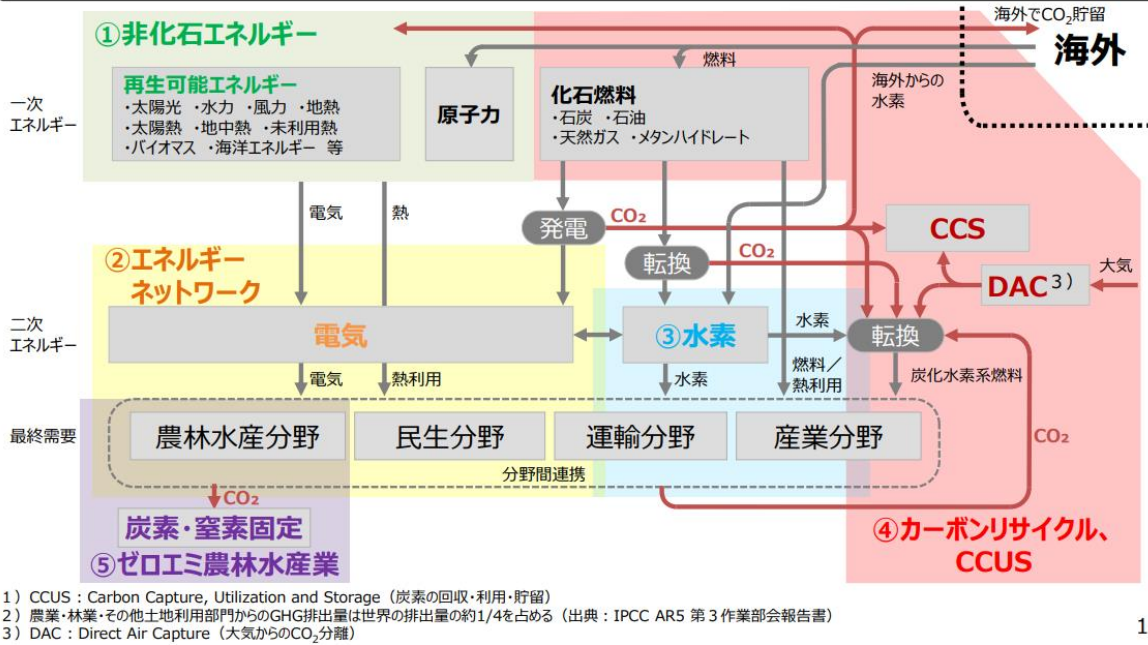 海外でCO₂貯留
①非化石エネルギー
海外
燃料
海外からの
水素
一次
エネルギー
再生可能エネルギー
・太陽光 ・水力 ・風力 ・地熱
・太陽熱 ・地中熱 ・未利用熱
・バイオマス ・海洋エネルギー 等
原子力
化石燃料
・石炭 ・石油
・天然ガス ・メタンハイドレート
電気
熱
発電
CO₂
CCS
②エネルギー
ネットワーク
転換
CO₂
大気
DAC3）
二次
エネルギー
電気
③水素
水素
転換
電気
熱利用
水素
燃料／
熱利用
炭化水素系燃料
最終需要
農林水産分野
民生分野
運輸分野
産業分野
CO₂
分野間連携
CO₂
炭素・窒素固定
⑤ゼロエミ農林水産業
④カーボンリサイクル、
CCUS
1）CCUS：Carbon Capture, Utilization and Storage（炭素の回収・利用・貯留）
2）農業・林業・その他土地利用部門からのGHG排出量は世界の排出量の約1/4を占める（出典：IPCC AR5 第３作業部会報告書）
3）DAC：Direct Air Capture（大気からのCO₂分離）
1